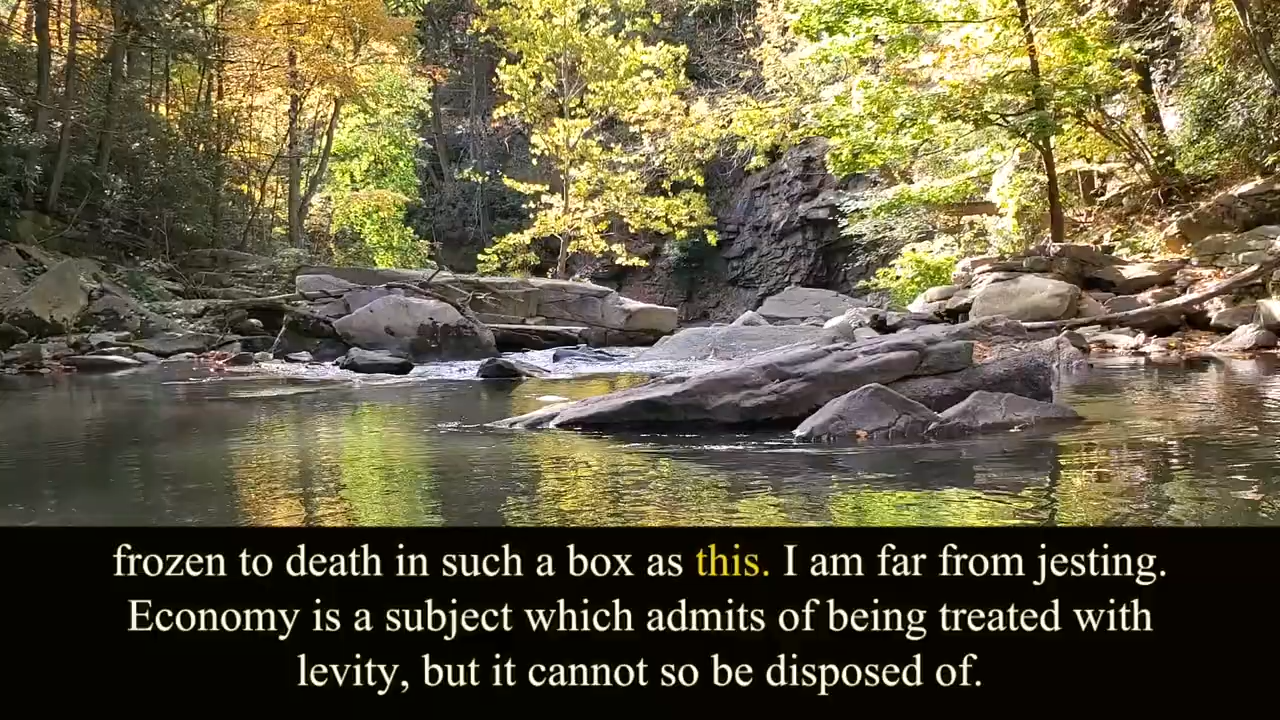 frozen to death in such a box as this. I am far from jesting.
Economy is a subject which admits of being treated with
levity, but it cannot so be disposed of.